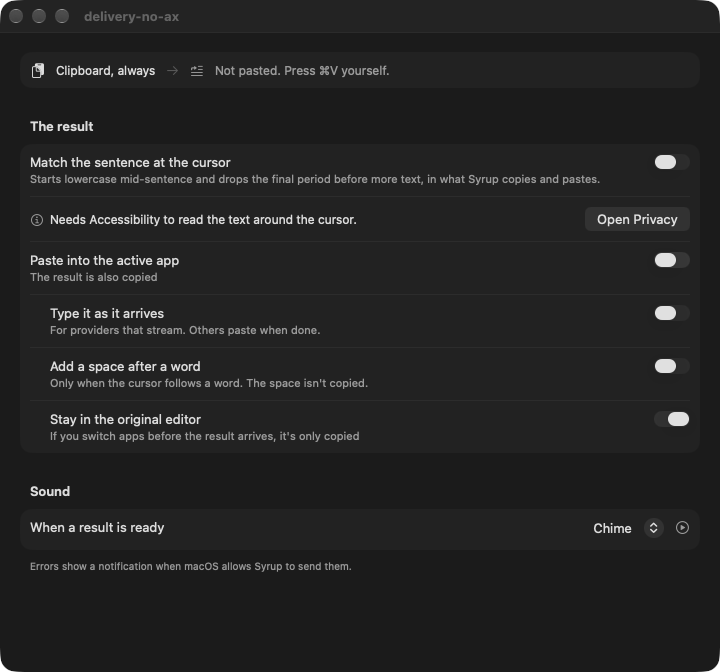 delivery-no-ax
Clipboard, always → Not pasted. Press ⌘V yourself.
The result
Match the sentence at the cursor
Starts lowercase mid-sentence and drops the final period before more text, in what Syrup copies and pastes.
Needs Accessibility to read the text around the cursor. Open Privacy
Paste into the active app
The result is also copied
Type it as it arrives
For providers that stream. Others paste when done.
Add a space after a word
Only when the cursor follows a word. The space isn't copied.
Stay in the original editor
If you switch apps before the result arrives, it's only copied
Sound
When a result is ready Chime
Errors show a notification when macOS allows Syrup to send them.